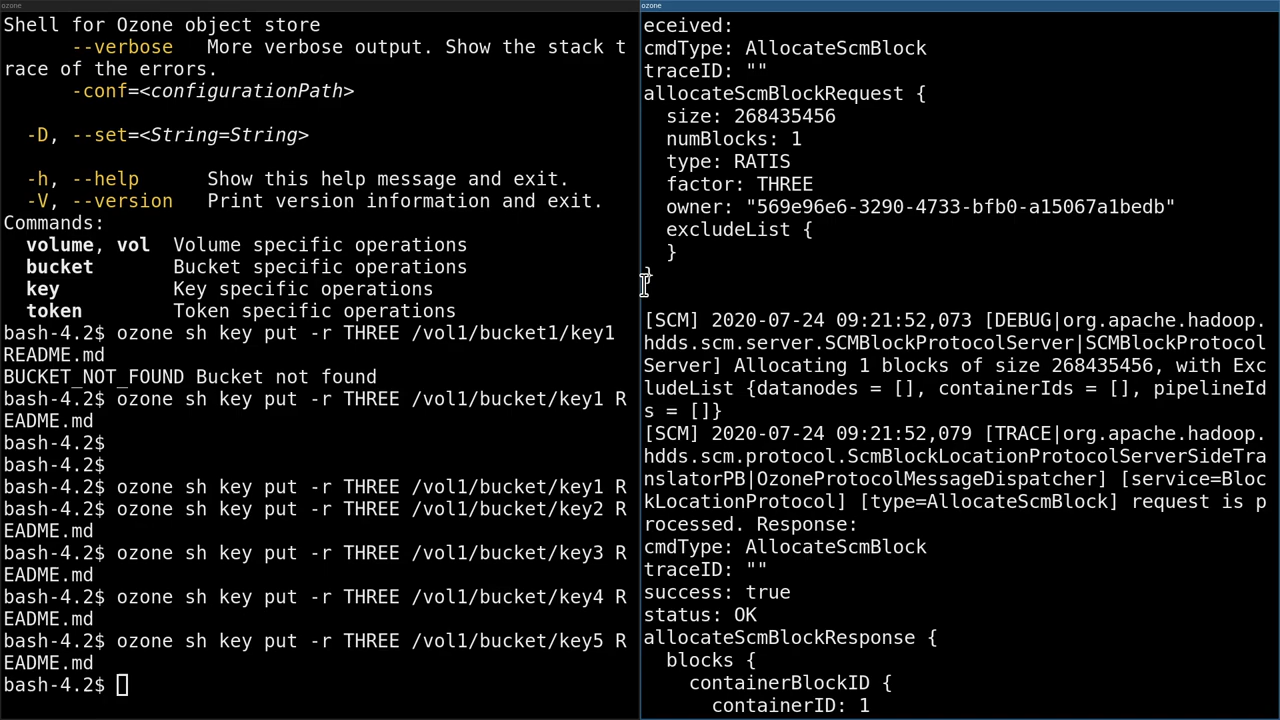 ozone
Shell for Ozone object store
--verbose   More verbose output. Show the stack t
race of the errors.
-conf=<configurationPath>
-D, --set=<String=String>
-h, --help      Show this help message and exit.
-V, --version   Print version information and exit.
Commands:
volume, vol  Volume specific operations
bucket       Bucket specific operations
key          Key specific operations
token        Token specific operations
bash-4.2$ ozone sh key put -r THREE /vol1/bucket1/key1
README.md
BUCKET_NOT_FOUND Bucket not found
bash-4.2$ ozone sh key put -r THREE /vol1/bucket/key1 R
EADME.md
bash-4.2$
bash-4.2$
bash-4.2$ ozone sh key put -r THREE /vol1/bucket/key1 R
bash-4.2$ ozone sh key put -r THREE /vol1/bucket/key2 R
EADME.md
bash-4.2$ ozone sh key put -r THREE /vol1/bucket/key3 R
EADME.md
bash-4.2$ ozone sh key put -r THREE /vol1/bucket/key4 R
EADME.md
bash-4.2$ ozone sh key put -r THREE /vol1/bucket/key5 R
EADME.md
bash-4.2$
ozone
eceived:
cmdType: AllocateScmBlock
traceID: ""
allocateScmBlockRequest {
size: 268435456
numBlocks: 1
type: RATIS
factor: THREE
owner: "569e96e6-3290-4733-bfb0-a15067a1bedb"
excludeList {
}
}
[SCM] 2020-07-24 09:21:52,073 [DEBUG|org.apache.hadoop.
hdds.scm.server.SCMBlockProtocolServer|SCMBlockProtocol
Server] Allocating 1 blocks of size 268435456, with Exc
ludeList {datanodes = [], containerIds = [], pipelineId
s = []}
[SCM] 2020-07-24 09:21:52,079 [TRACE|org.apache.hadoop.
hdds.scm.protocol.ScmBlockLocationProtocolServerSideTra
nslatorPB|OzoneProtocolMessageDispatcher] [service=Bloc
kLocationProtocol] [type=AllocateScmBlock] request is p
rocessed. Response:
cmdType: AllocateScmBlock
traceID: ""
success: true
status: OK
allocateScmBlockResponse {
blocks {
containerBlockID {
containerID: 1